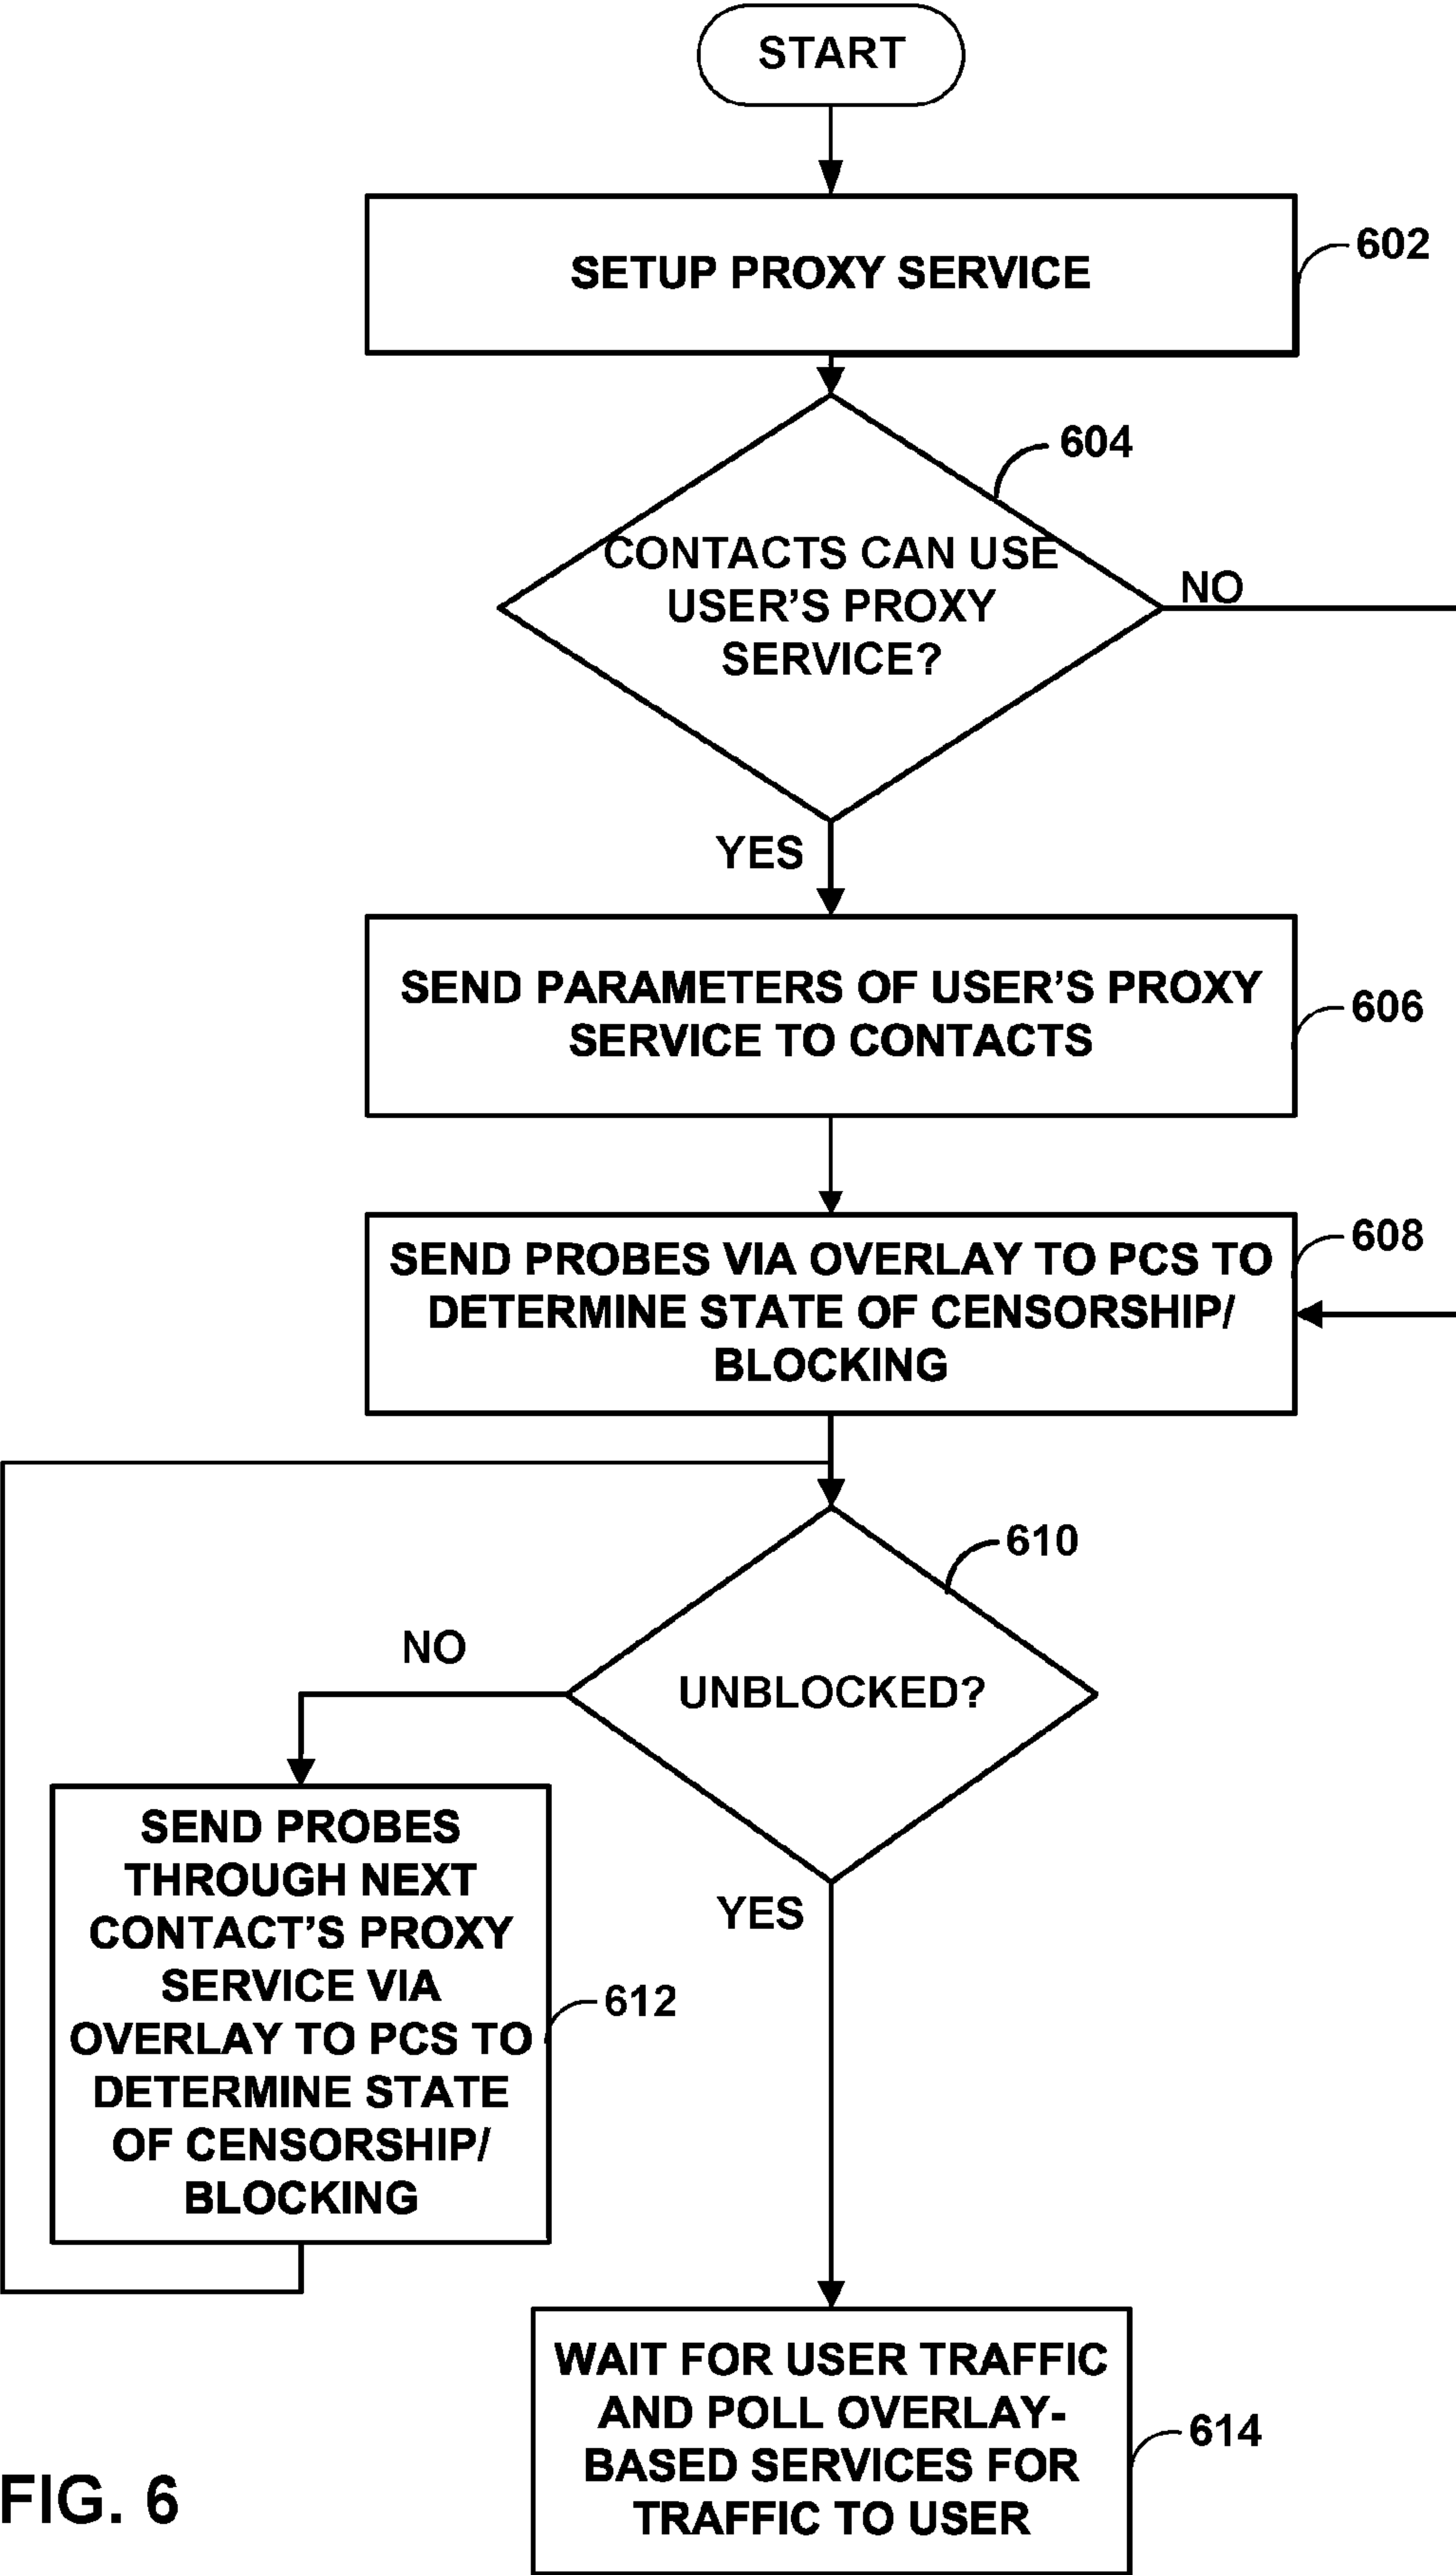 START
SETUP PROXY SERVICE
602
604
CONTACTS CAN USE
USER’S PROXY
SERVICE?
NO
YES
SEND PARAMETERS OF USER’S PROXY
SERVICE TO CONTACTS
606
SEND PROBES VIA OVERLAY TO PCS TO
DETERMINE STATE OF CENSORSHIP/
BLOCKING
608
610
UNBLOCKED?
NO
YES
SEND PROBES
THROUGH NEXT
CONTACT’S PROXY
SERVICE VIA
OVERLAY TO PCS TO
DETERMINE STATE
OF CENSORSHIP/
BLOCKING
612
WAIT FOR USER TRAFFIC
AND POLL OVERLAY-
BASED SERVICES FOR
TRAFFIC TO USER
614
FIG. 6